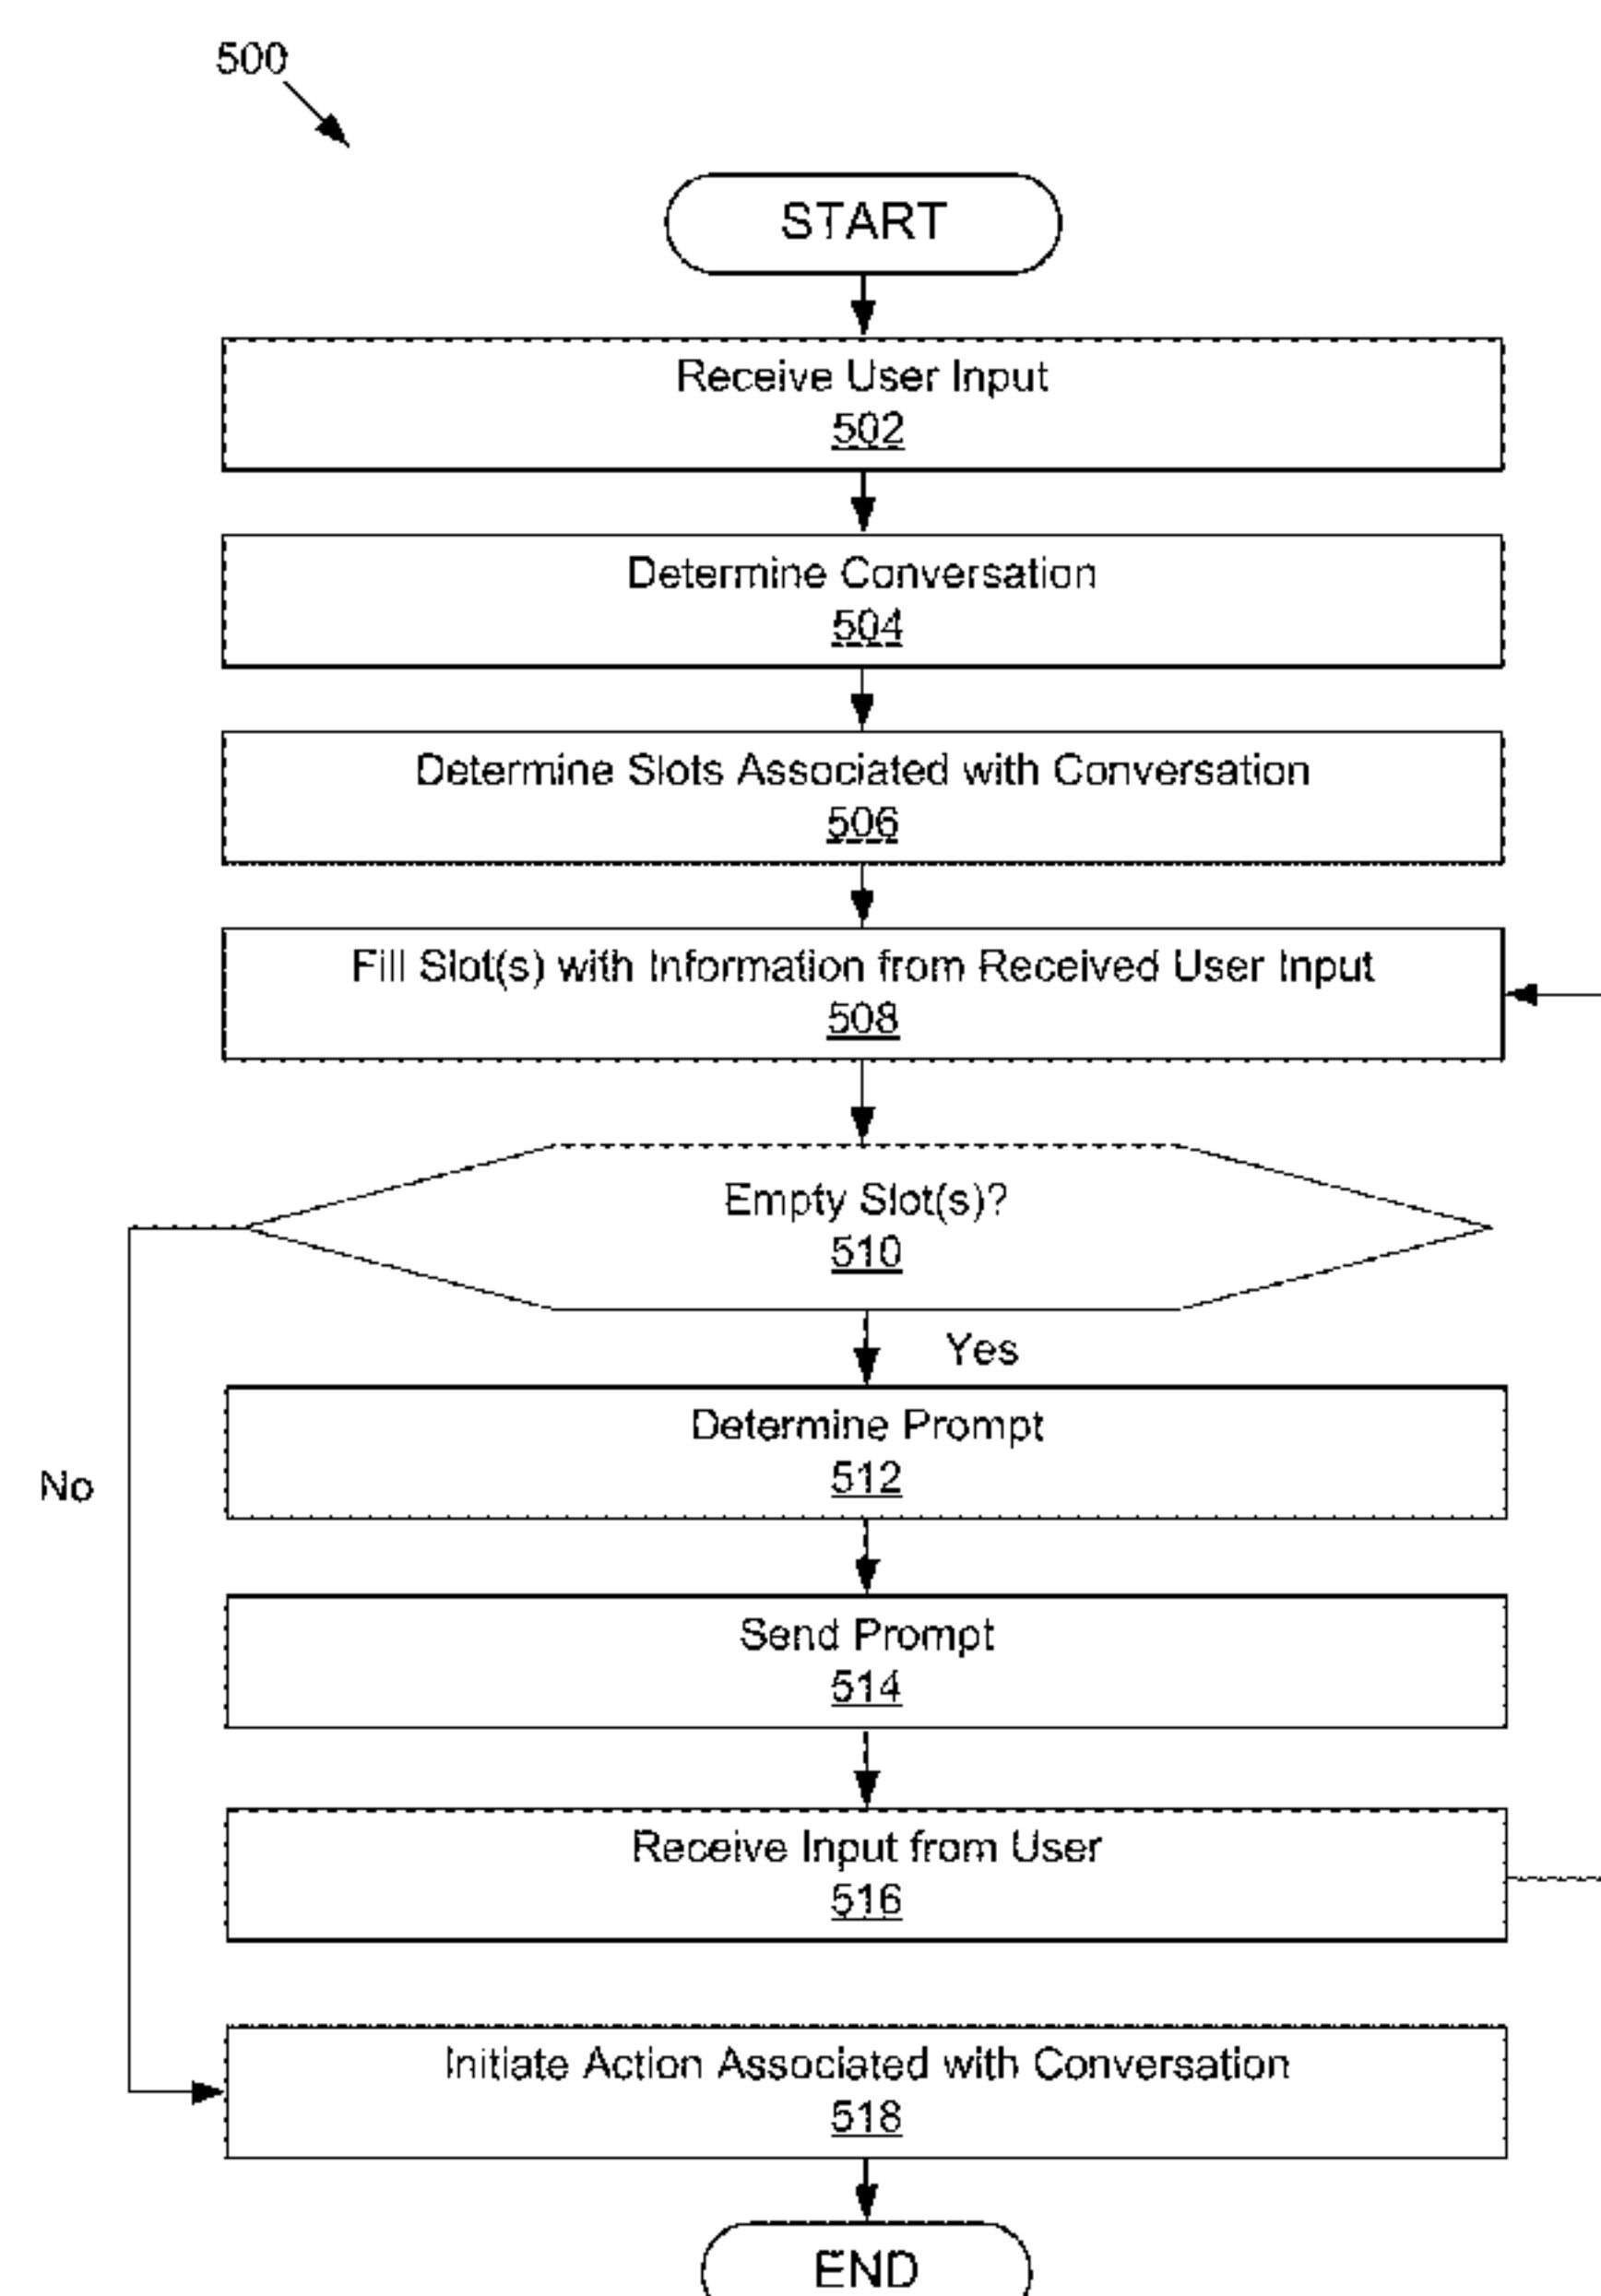 500
START
Receive User Input
502
Determine Conversation
504
Determine Slots Associated with Conversation
506
Fill Slot(s) with Information from Received User Input
508
Empty Slot(s)?
510
Yes
Determine Prompt
512
No
Send Prompt
514
Receive Input from User
516
Initiate Action Associated with Conversation
518
END